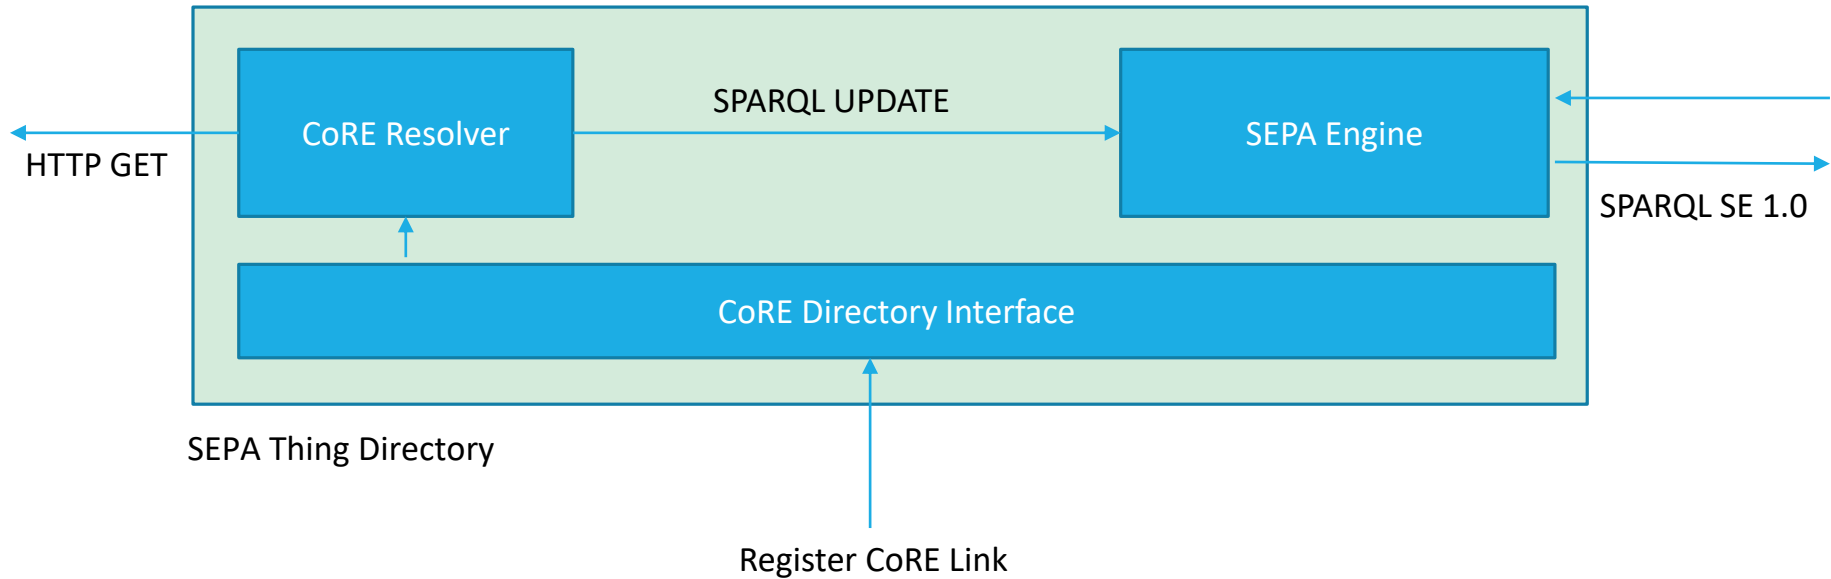 SPARQL UPDATE
CoRE Resolver
SEPA Engine
HTTP GET
SPARQL SE 1.0
CoRE Directory Interface
SEPA Thing Directory
Register CoRE Link